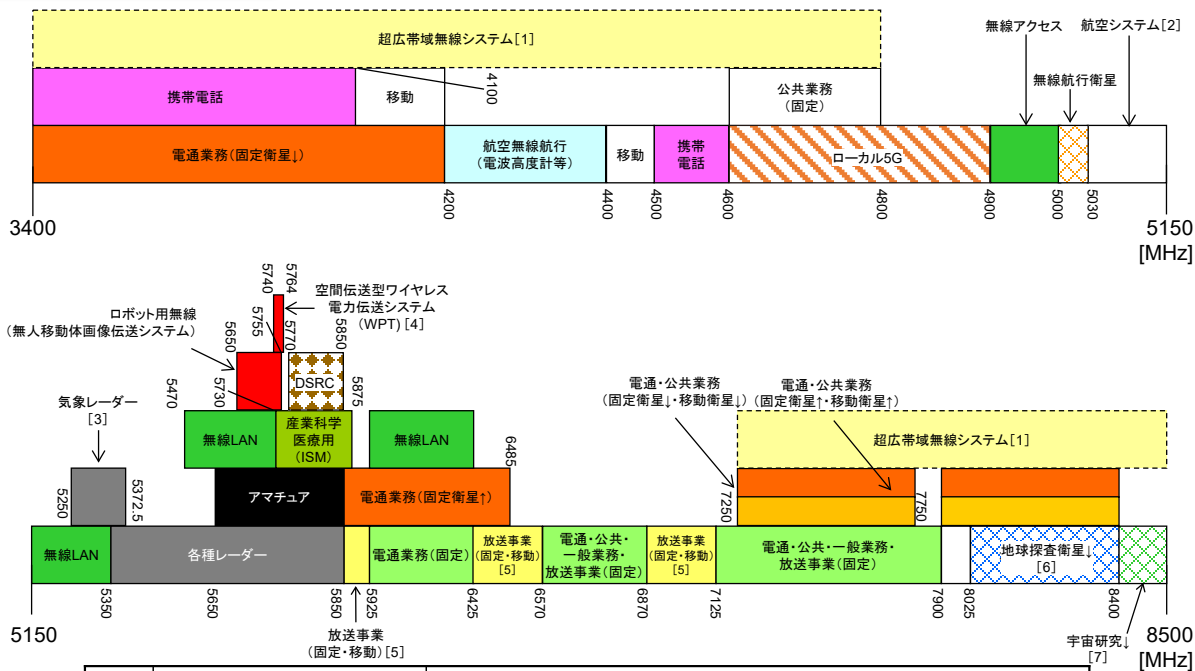 超広帯域無線システム[1]
無線アクセス
航空システム[2]
無線航行衛星
携帯電話
移動
4100
公共業務
(固定)
電通業務(固定衛星↓)
航空無線航行
(電波高度計等)
移動
携帯
電話
ローカル5G
3400
4200
4400
4500
4600
4800
4900
5000
5030
5150
[MHz]
5740
5764
空間伝送型ワイヤレス
電力伝送システム
(WPT) [4]
ロボット用無線
(無人移動体画像伝送システム)
5650
5755
5770
5850
気象レーダー
[3]
5470
5730
DSRC
5875
電通・公共業務
(固定衛星↓・移動衛星↓)
電通・公共業務
(固定衛星↑・移動衛星↑)
無線LAN
産業科学
医療用
(ISM)
無線LAN
超広帯域無線システム[1]
5250
5372.5
アマチュア
電通業務(固定衛星↑)
6485
7250
7750
無線LAN
各種レーダー
電通業務(固定)
放送事業
(固定・移動)
[5]
電通・公共・
一般業務・
放送事業(固定)
放送事業
(固定・移動)
[5]
電通・公共・一般業務・
放送事業(固定)
地球探査衛星↓
[6]
5150
5350
5650
5850
5925
6425
6570
6870
7125
7900
8025
8400
8500
[MHz]
放送事業
(固定・移動) [5]
宇宙研究↓
[7]